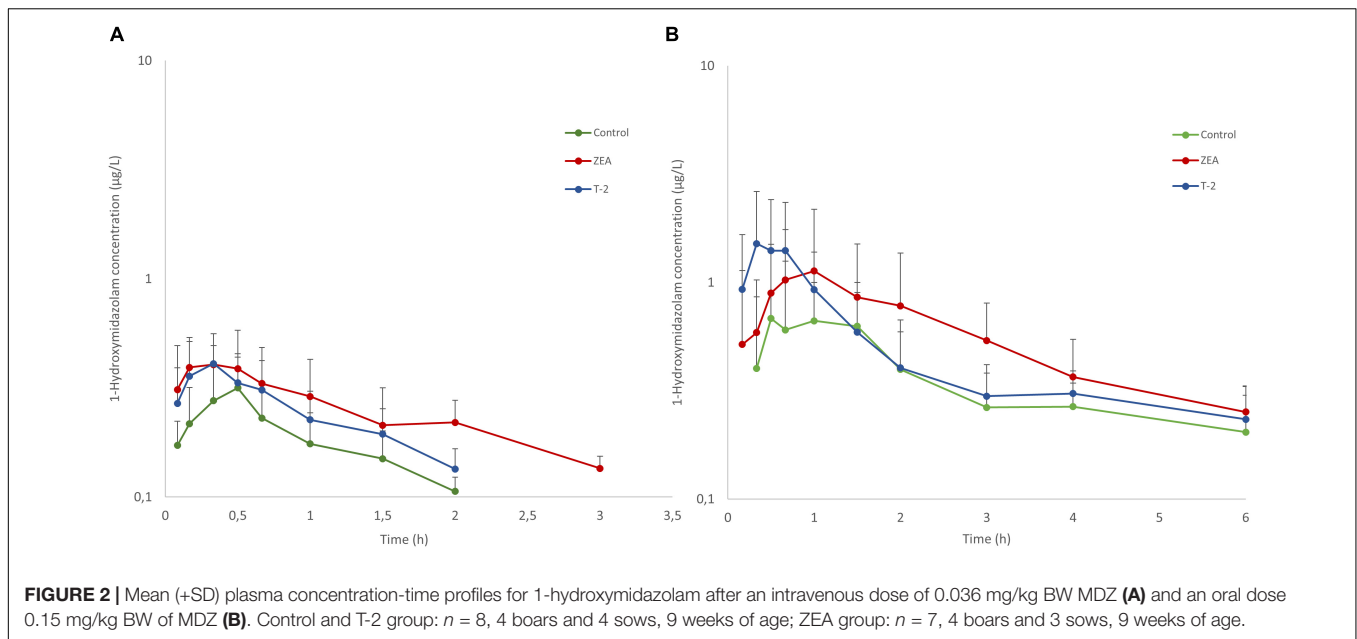 A
10
1
0,1
1-Hydroxymidazolam concentration (µg/L)
Control
ZEA
T-2
0 0,5 1 1,5 2 2,5 3 3,5
Time (h)
B
10
1
0,1
1-Hydroxymidazolam concentration (µg/L)
Control
ZEA
T-2
0 1 2 3 4 5 6
Time (h)
FIGURE 2 | Mean (+SD) plasma concentration-time profiles for 1-hydroxymidazolam after an intravenous dose of 0.036 mg/kg BW MDZ (A) and an oral dose
0.15 mg/kg BW of MDZ (B). Control and T-2 group: n = 8, 4 boars and 4 sows, 9 weeks of age; ZEA group: n = 7, 4 boars and 3 sows, 9 weeks of age.